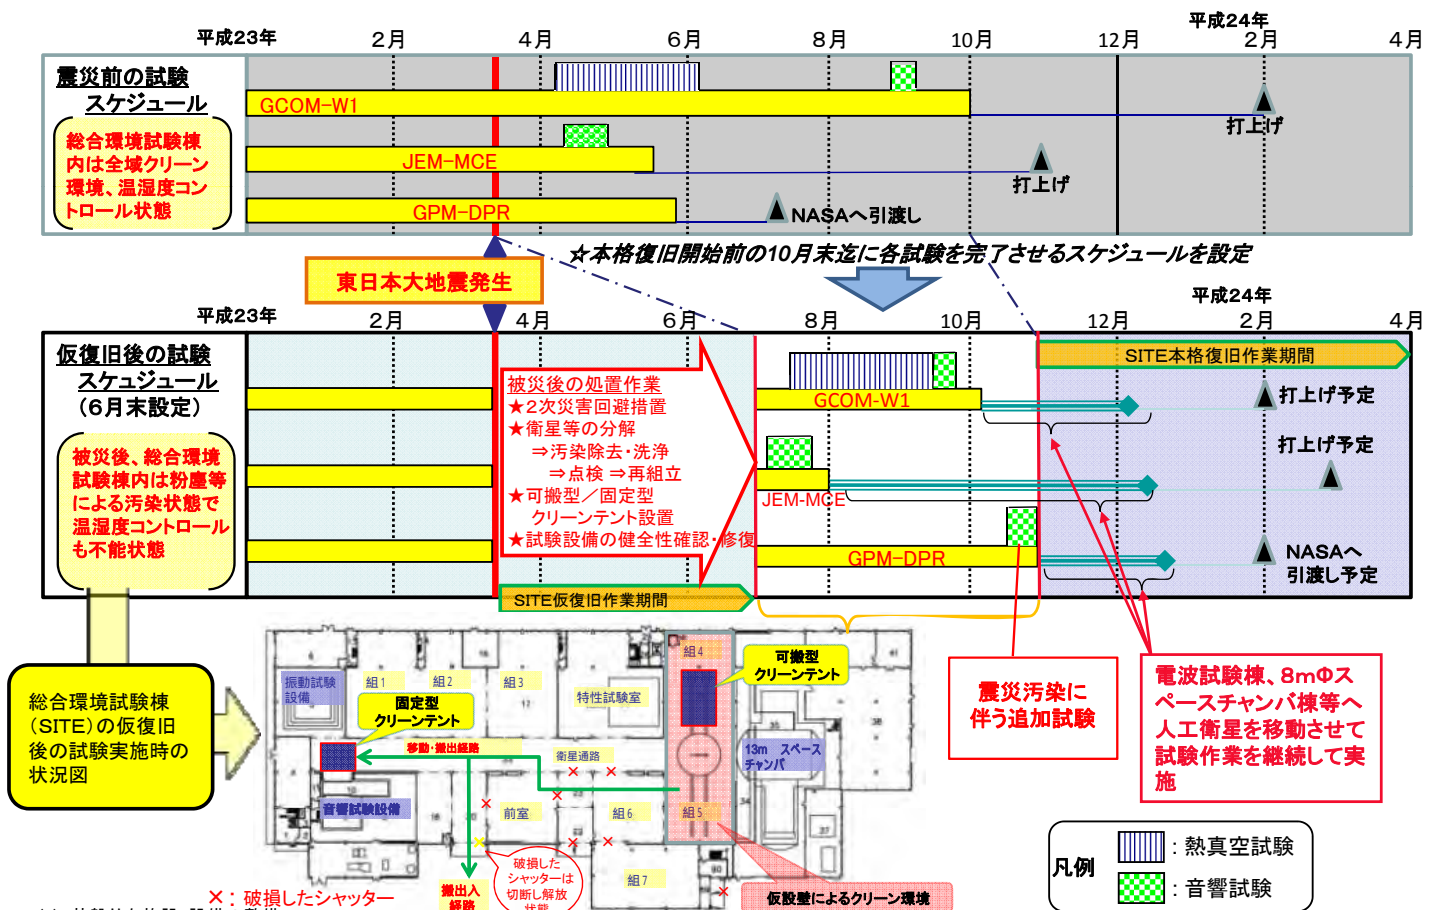 平成23年 2月 4月 6月 8月 10月 12月 平成24年 2月 4月
震災前の試験
スケジュール
総合環境試験棟
内は全域クリーン
環境、温湿度コン
トロール状態
GCOM-W1
打上げ
JEM-MCE
打上げ
GPM-DPR
NASAへ引渡し
東日本大地震発生
☆本格復旧開始前の10月末迄に各試験を完了させるスケジュールを設定
平成23年 2月 4月 6月 8月 10月 12月 平成24年 2月 4月
仮復旧後の試験
スケュジュール
(6月末設定)
被災後、総合環境
試験棟内は粉塵等
による汚染状態で
温湿度コントロール
も不能状態
被災後の処置作業
★2次災害回避措置
★衛星等の分解
⇒汚染除去・洗浄
⇒点検 ⇒再組立
★可搬型/固定型
クリーンテント設置
★試験設備の健全性確認・修復
SITE仮復旧作業期間
SITE本格復旧作業期間
GCOM-W1
打上げ予定
JEM-MCE
打上げ予定
GPM-DPR
NASAへ
引渡し予定
総合環境試験棟
(SITE)の仮復旧
後の試験実施時の
状況図
振動試験
設備
組1
組2
組3
特性試験室
組4
可搬型
クリーンテント
固定型
クリーンテント
移動・搬出経路
衛星通路
13m スペース
チャンバ
音響試験設備
前室
組6
組5
組7
破損した
シャッターは
切断し解放
状態
搬出入
経路
×:破損したシャッター
仮設壁によるクリーン環境
震災汚染に
伴う追加試験
電波試験棟、8mΦス
ペースチャンバ棟等へ
人工衛星を移動させて
試験作業を継続して実
施
凡例
:熱真空試験
:音響試験